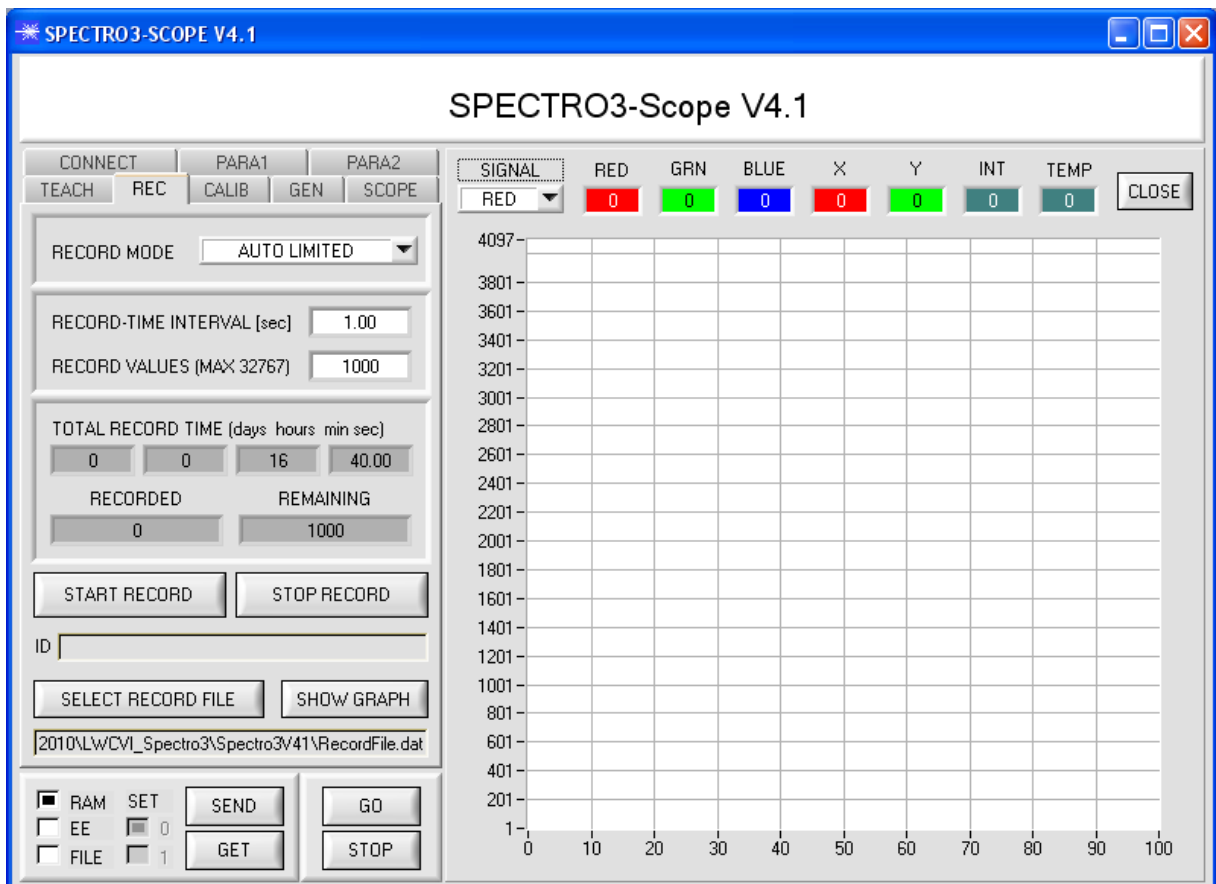 SPECTRO3-SCOPE V4.1
SPECTRO3-Scope V4.1
CONNECT PARA1 PARA2
TEACH REC CALIB GEN SCOPE
RECORD MODE AUTO LIMITED
RECORD-TIME INTERVAL [sec] 1.00
RECORD VALUES (MAX 32767) 1000
TOTAL RECORD TIME (days hours min sec)
0 0 16 40.00
RECORDED REMAINING
0 1000
START RECORD STOP RECORD
ID
SELECT RECORD FILE SHOW GRAPH
2010\LWCVI_Spectro3\Spectro3V41\RecordFile.dat
RAM SET SEND GO
EE 0
FILE 1 GET STOP
SIGNAL RED GRN BLUE X Y INT TEMP CLOSE
RED 0 0 0 0 0 0 0
4097
3801
3601
3401
3201
3001
2801
2601
2401
2201
2001
1801
1601
1401
1201
1001
801
601
401
201
1
0 10 20 30 40 50 60 70 80 90 100